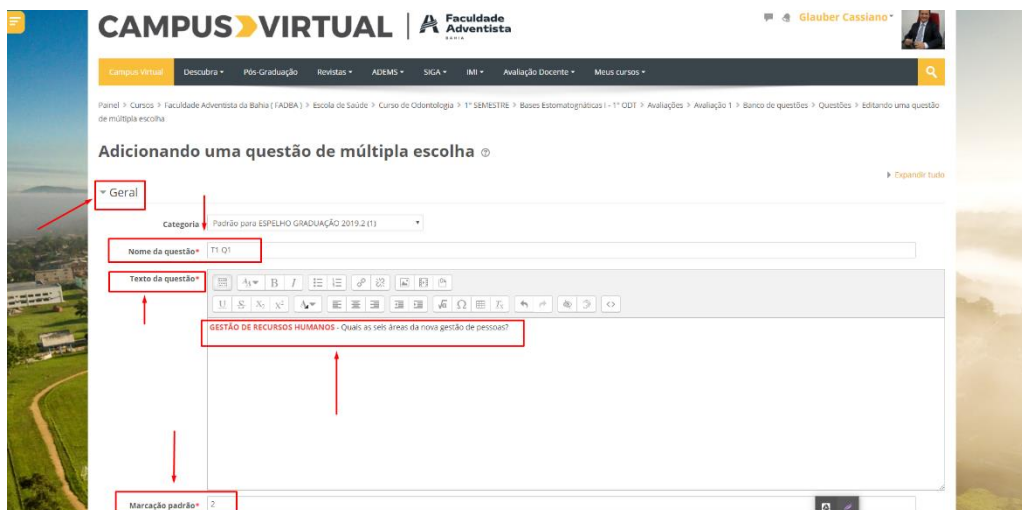 CAMPUS VIRTUAL
Faculdade
Adventista
BAHIA
Glauber Cassiano
Campus Virtual Descubra Pós-Graduação Revistas ADEMS SIGA IMI Avaliação Docente Meus cursos
Painel > Cursos > Faculdade Adventista da Bahia ( FADBA ) > Escola de Saúde > Curso de Odontologia > 1º SEMESTRE > Bases Estomatognáticas I - 1º ODT > Avaliações > Avaliação 1 > Banco de questões > Questões > Editando uma questão
de múltipla escolha
Adicionando uma questão de múltipla escolha
Expandir tudo
Geral
Categoria Padrão para ESPELHO GRADUAÇÃO 2019.2 (1)
Nome da questão* T1 Q1
Texto da questão*
GESTÃO DE RECURSOS HUMANOS - Quais as seis áreas da nova gestão de pessoas?
Marcação padrão* 2